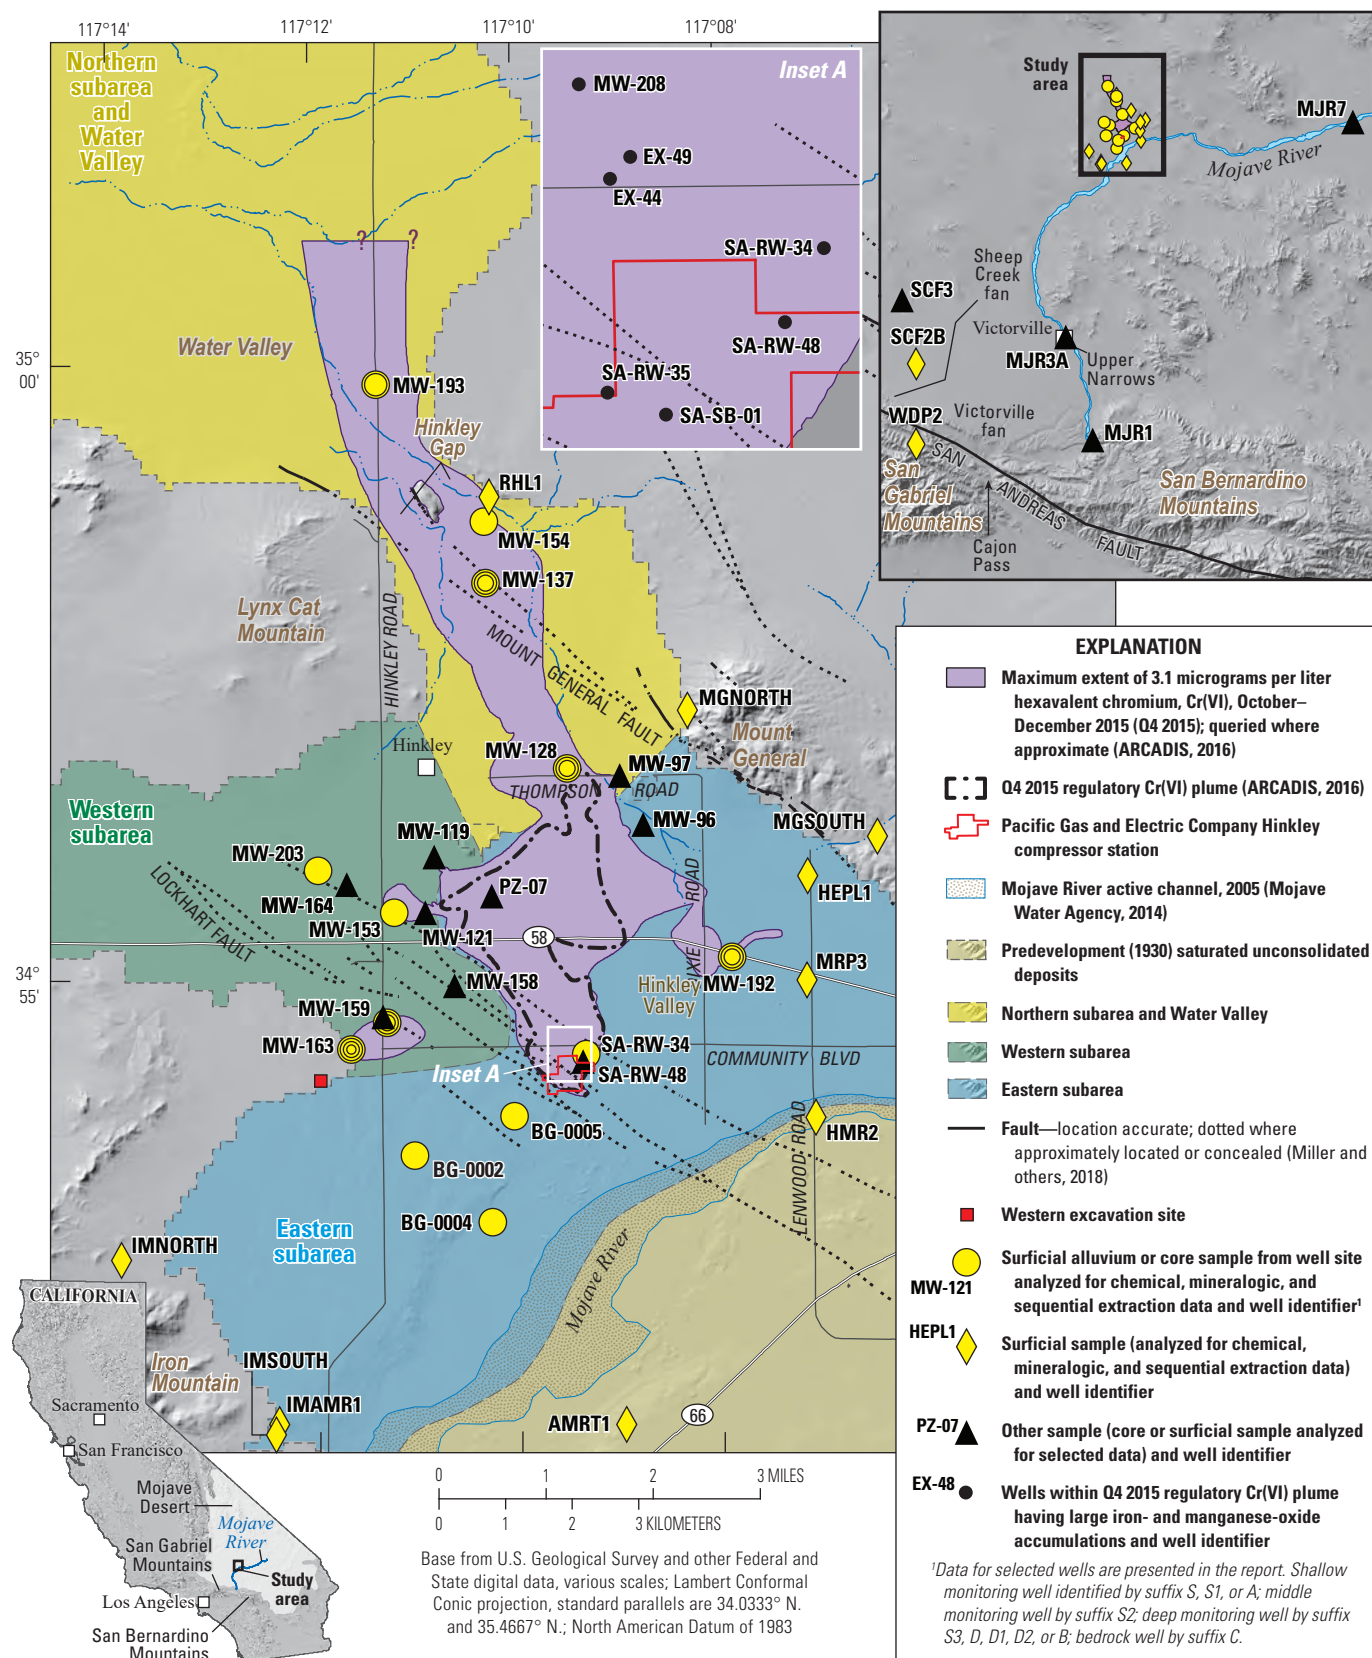 117°14'
117°12'
117°10'
117°08'
Northern
subarea
and
Water
Valley
Inset A
MW-208
EX-49
EX-44
SA-RW-34
SA-RW-48
SA-RW-35
SA-SB-01
Study
area
MJR7
Mojave River
Sheep
Creek
fan
SCF3
Victorville
SCF2B
MJR3A
Upper
Narrows
WDP2
Victorville
fan
MJR1
SAN
ANDREAS
FAULT
San
Gabriel
Mountains
San Bernardino
Mountains
Cajon
Pass
? ?
Water Valley
35°
00'
MW-193
Hinkley
Gap
RHL1
MW-154
MW-137
Lynx Cat
Mountain
HINKLEY ROAD
MOUNT GENERAL FAULT
MGNORTH
Mount
General
Hinkley
MW-128
MW-97
THOMPSON ROAD
Western
subarea
MW-119
MW-96
MGSOUTH
MW-203
MW-164
PZ-07
HEPL1
LOCKHART FAULT
MW-153
MW-121
58
IXIE ROAD
34°
55'
MW-158
Hinkley
Valley
MW-192
MRP3
MW-159
MW-163
SA-RW-34
COMMUNITY BLVD
Inset A
SA-RW-48
BG-0005
HMR2
LENWOOD ROAD
BG-0002
BG-0004
Eastern
subarea
Mojave River
IMNORTH
Iron
Mountain
IMSOUTH
IMAMR1
AMRT1
66
CALIFORNIA
Sacramento
San Francisco
Mojave
Desert
Mojave
River
San Gabriel
Mountains
Study
area
Los Angeles
San Bernardino
Mountains
0 1 2 3 MILES
0 1 2 3 KILOMETERS
Base from U.S. Geological Survey and other Federal and
State digital data, various scales; Lambert Conformal
Conic projection, standard parallels are 34.0333° N.
and 35.4667° N.; North American Datum of 1983
EXPLANATION
Maximum extent of 3.1 micrograms per liter
hexavalent chromium, Cr(VI), October–
December 2015 (Q4 2015); queried where
approximate (ARCADIS, 2016)
Q4 2015 regulatory Cr(VI) plume (ARCADIS, 2016)
Pacific Gas and Electric Company Hinkley
compressor station
Mojave River active channel, 2005 (Mojave
Water Agency, 2014)
Predevelopment (1930) saturated unconsolidated
deposits
Northern subarea and Water Valley
Western subarea
Eastern subarea
Fault—location accurate; dotted where
approximately located or concealed (Miller and
others, 2018)
Western excavation site
MW-121
Surficial alluvium or core sample from well site
analyzed for chemical, mineralogic, and
sequential extraction data and well identifier¹
HEPL1
Surficial sample (analyzed for chemical,
mineralogic, and sequential extraction data)
and well identifier
PZ-07
Other sample (core or surficial sample analyzed
for selected data) and well identifier
EX-48
Wells within Q4 2015 regulatory Cr(VI) plume
having large iron- and manganese-oxide
accumulations and well identifier
¹Data for selected wells are presented in the report. Shallow
monitoring well identified by suffix S, S1, or A; middle
monitoring well by suffix S2; deep monitoring well by suffix
S3, D, D1, D2, or B; bedrock well by suffix C.